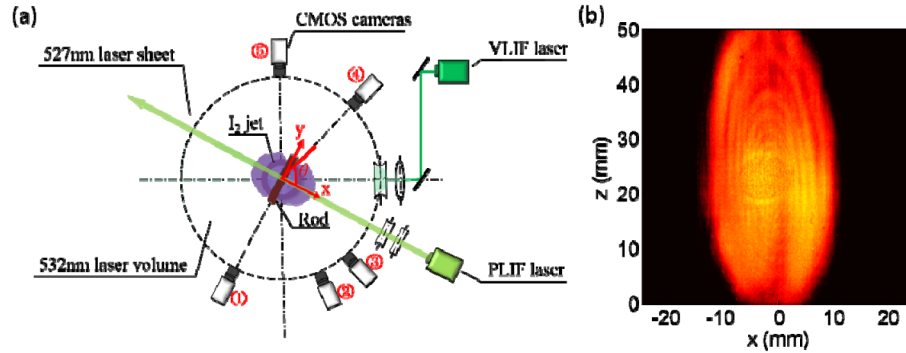 (a)
CMOS cameras
527nm laser sheet
VLIF laser
⑤
④
I₂ jet
y
θ
x
Rod
532nm laser volume
③
PLIF laser
①
②
(b)
50
40
30
20
10
0
z (mm)
-20
-10
0
10
20
x (mm)